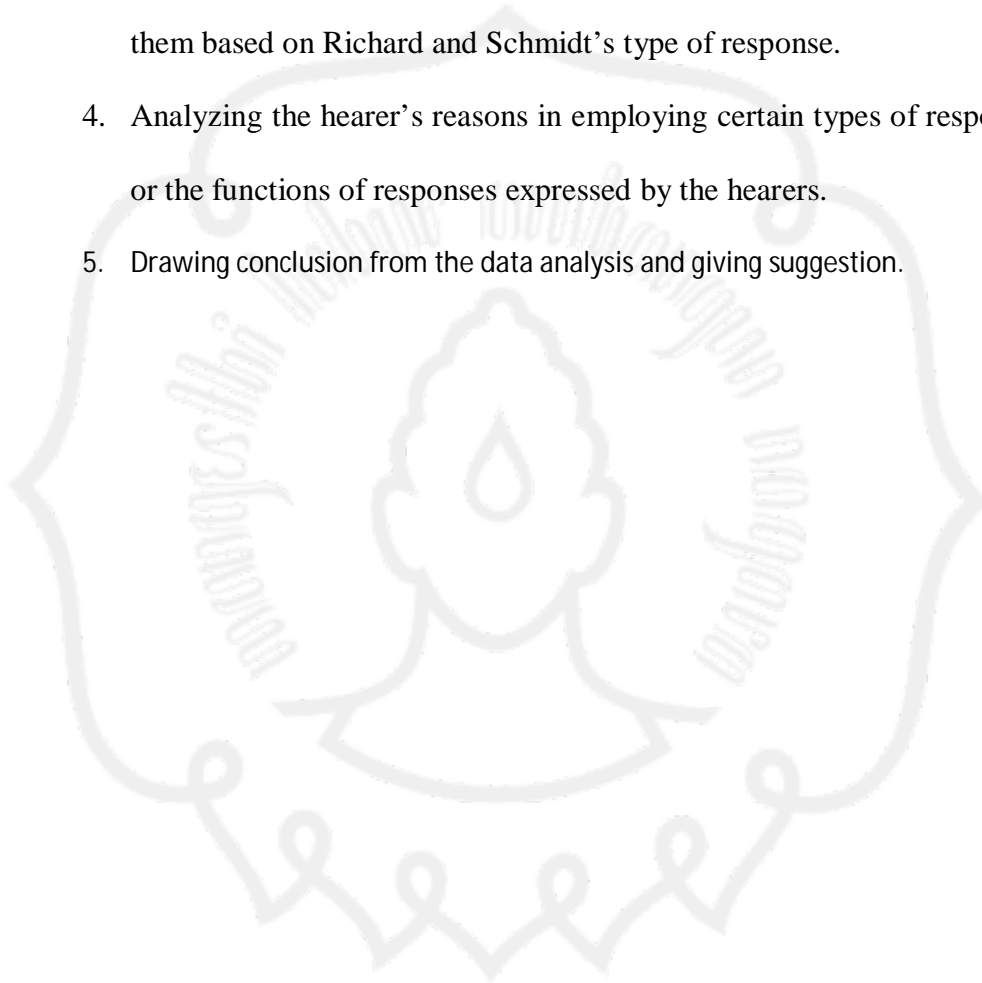 them based on Richard and Schmidt’s type of response.
4. Analyzing the hearer’s reasons in employing certain types of
or the functions of responses expressed by the hearers.
5. Drawing conclusion from the data analysis and giving suggestion.